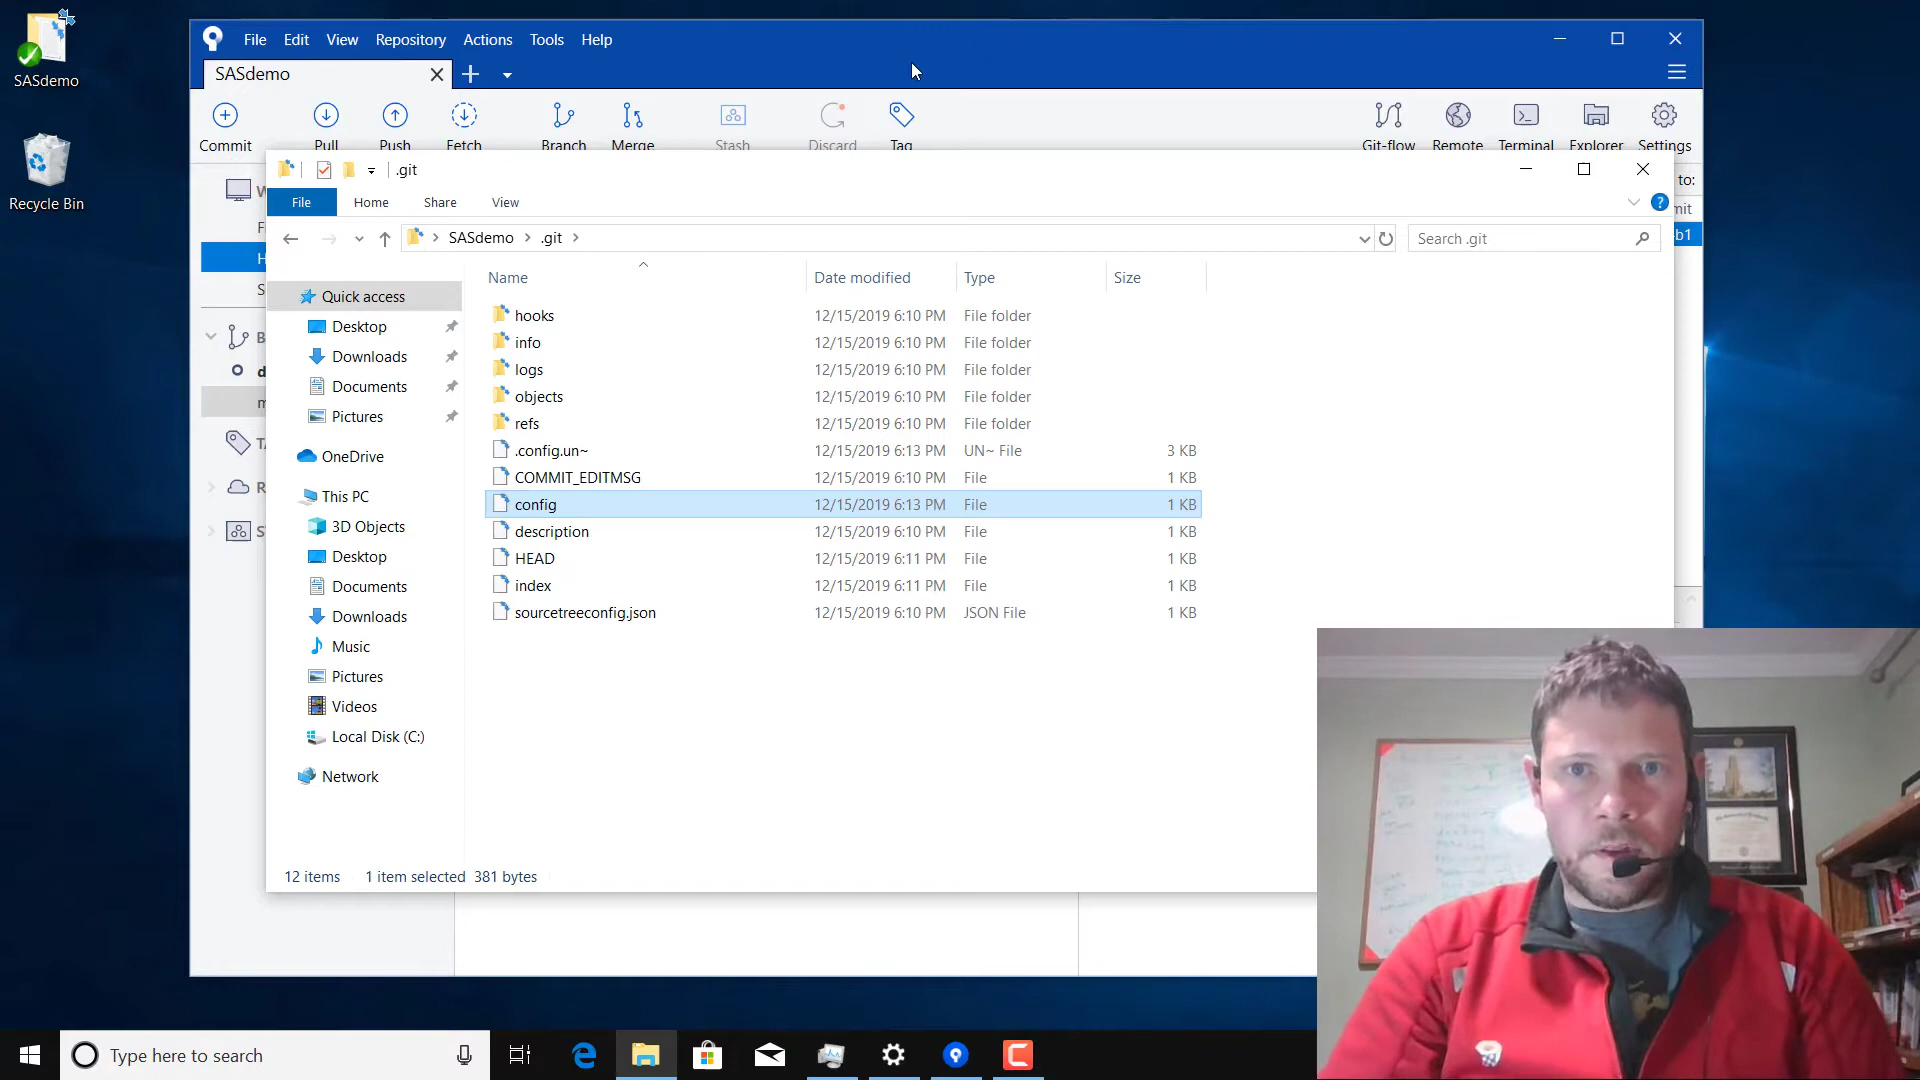 SASdemo
Recycle Bin
File Edit View Repository Actions Tools Help
SASdemo
Commit Pull Push Fetch Branch Merge Stash Discard Tag Git-flow Remote Terminal Explorer Settings
.git
to:
File Home Share View
mit
SASdemo .git
Search .git
b1
Name Date modified Type Size
Quick access
Desktop
Downloads
Documents
Pictures
OneDrive
This PC
3D Objects
Desktop
Documents
Downloads
Music
Pictures
Videos
Local Disk (C:)
Network
hooks 12/15/2019 6:10 PM File folder
info 12/15/2019 6:10 PM File folder
logs 12/15/2019 6:10 PM File folder
objects 12/15/2019 6:10 PM File folder
refs 12/15/2019 6:10 PM File folder
.config.un~ 12/15/2019 6:13 PM UN~ File 3 KB
COMMIT_EDITMSG 12/15/2019 6:10 PM File 1 KB
config 12/15/2019 6:13 PM File 1 KB
description 12/15/2019 6:10 PM File 1 KB
HEAD 12/15/2019 6:11 PM File 1 KB
index 12/15/2019 6:11 PM File 1 KB
sourcetreeconfig.json 12/15/2019 6:10 PM JSON File 1 KB
12 items 1 item selected 381 bytes
Type here to search